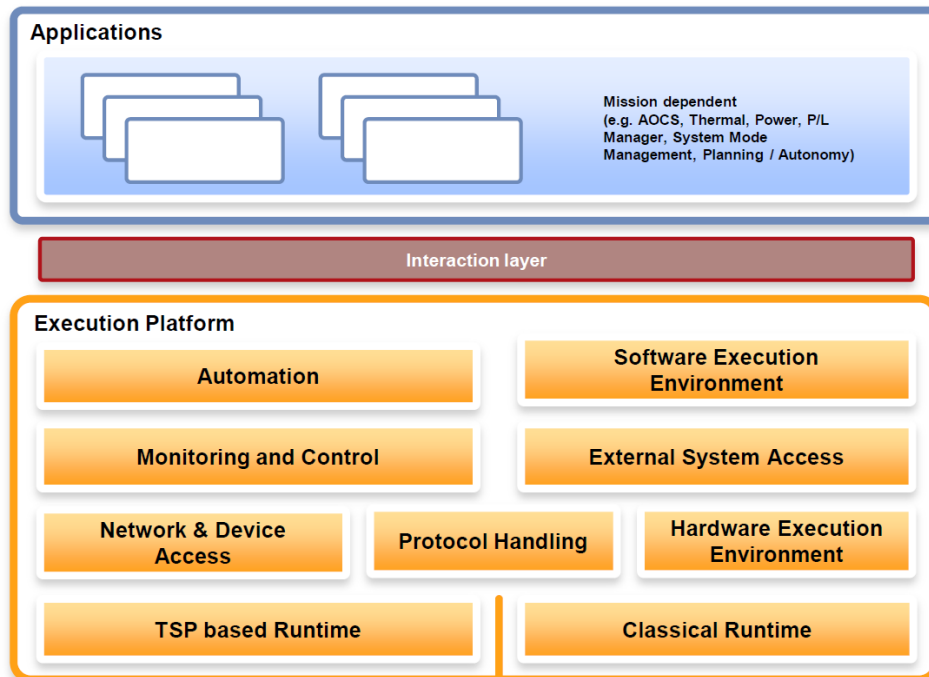 Applications
Mission dependent
(e.g. AOCS, Thermal, Power, P/L
Manager, System Mode
Management, Planning / Autonomy)
Interaction layer
Execution Platform
Automation
Software Execution
Environment
Monitoring and Control
External System Access
Network & Device
Access
Protocol Handling
Hardware Execution
Environment
TSP based Runtime
Classical Runtime